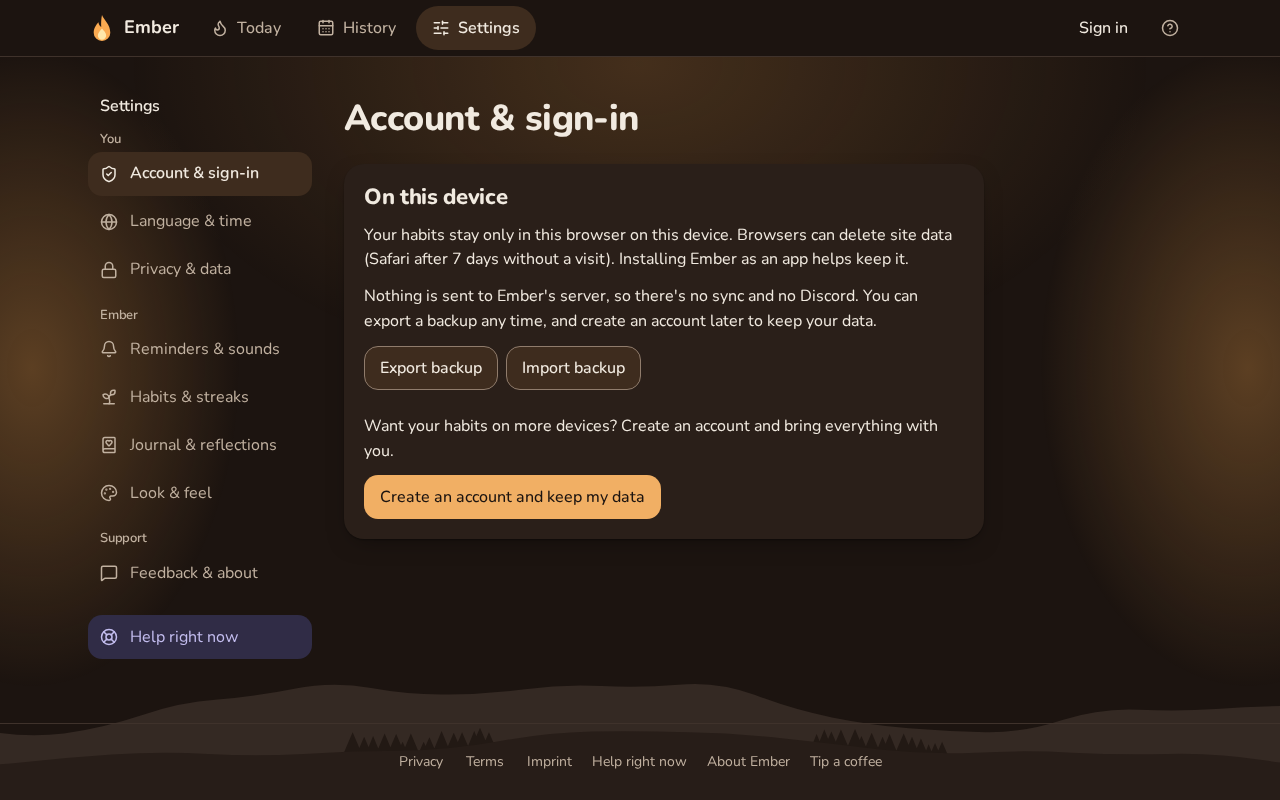 Ember
Today
History
Settings
Sign in
Settings
You
Account & sign-in
Language & time
Privacy & data
Ember
Reminders & sounds
Habits & streaks
Journal & reflections
Look & feel
Support
Feedback & about
Help right now
Account & sign-in
On this device
Your habits stay only in this browser on this device. Browsers can delete site data
(Safari after 7 days without a visit). Installing Ember as an app helps keep it.
Nothing is sent to Ember's server, so there's no sync and no Discord. You can
export a backup any time, and create an account later to keep your data.
Export backup
Import backup
Want your habits on more devices? Create an account and bring everything with
you.
Create an account and keep my data
Privacy
Terms
Imprint
Help right now
About Ember
Tip a coffee